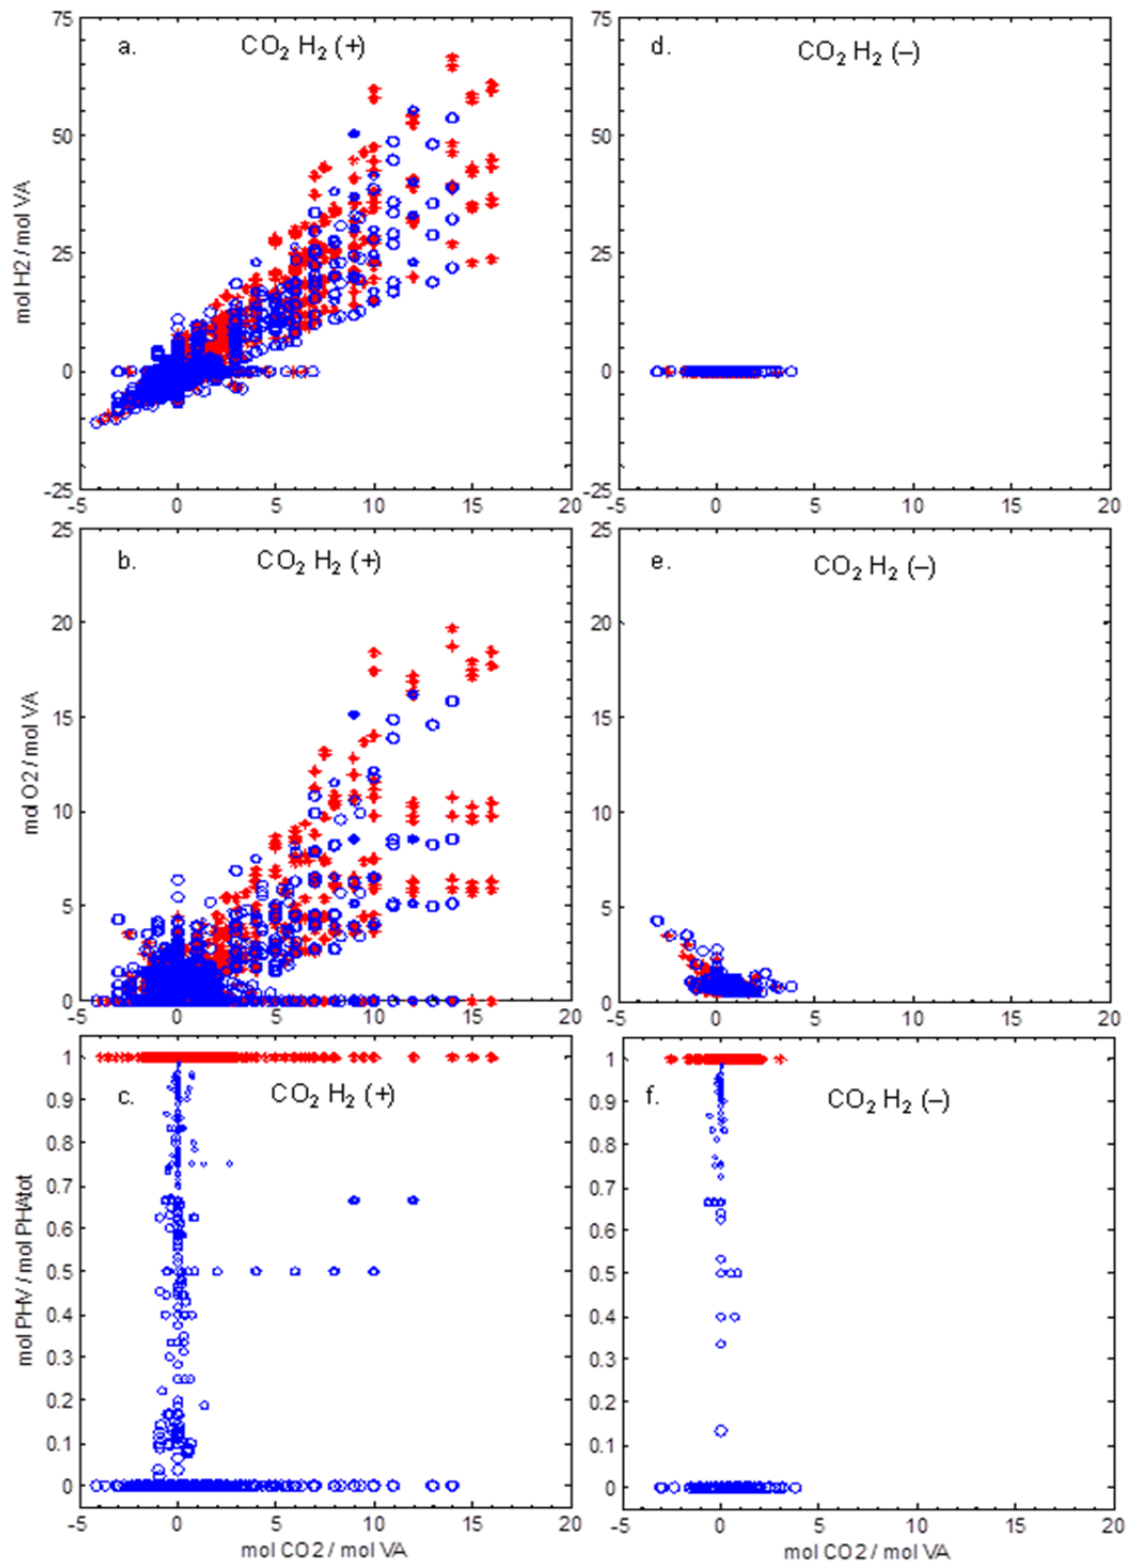 75
a. CO₂ H₂ (+)
50
25
0
-25
-5 0 5 10 15 20
mol H2 / mol VA
d. CO₂ H₂ (–)
75
50
25
0
-25
-5 0 5 10 15 20
25
b. CO₂ H₂ (+)
20
15
10
5
0
-5 0 5 10 15 20
mol O2 / mol VA
25
e. CO₂ H₂ (–)
20
15
10
5
0
-5 0 5 10 15 20
1
c. CO₂ H₂ (+)
0.9
0.8
0.7
0.6
0.5
0.4
0.3
0.2
0.1
0
-5 0 5 10 15 20
mol PHV / mol PHAtot
mol CO2 / mol VA
1
f. CO₂ H₂ (–)
0.9
0.8
0.7
0.6
0.5
0.4
0.3
0.2
0.1
0
-5 0 5 10 15 20
mol CO2 / mol VA